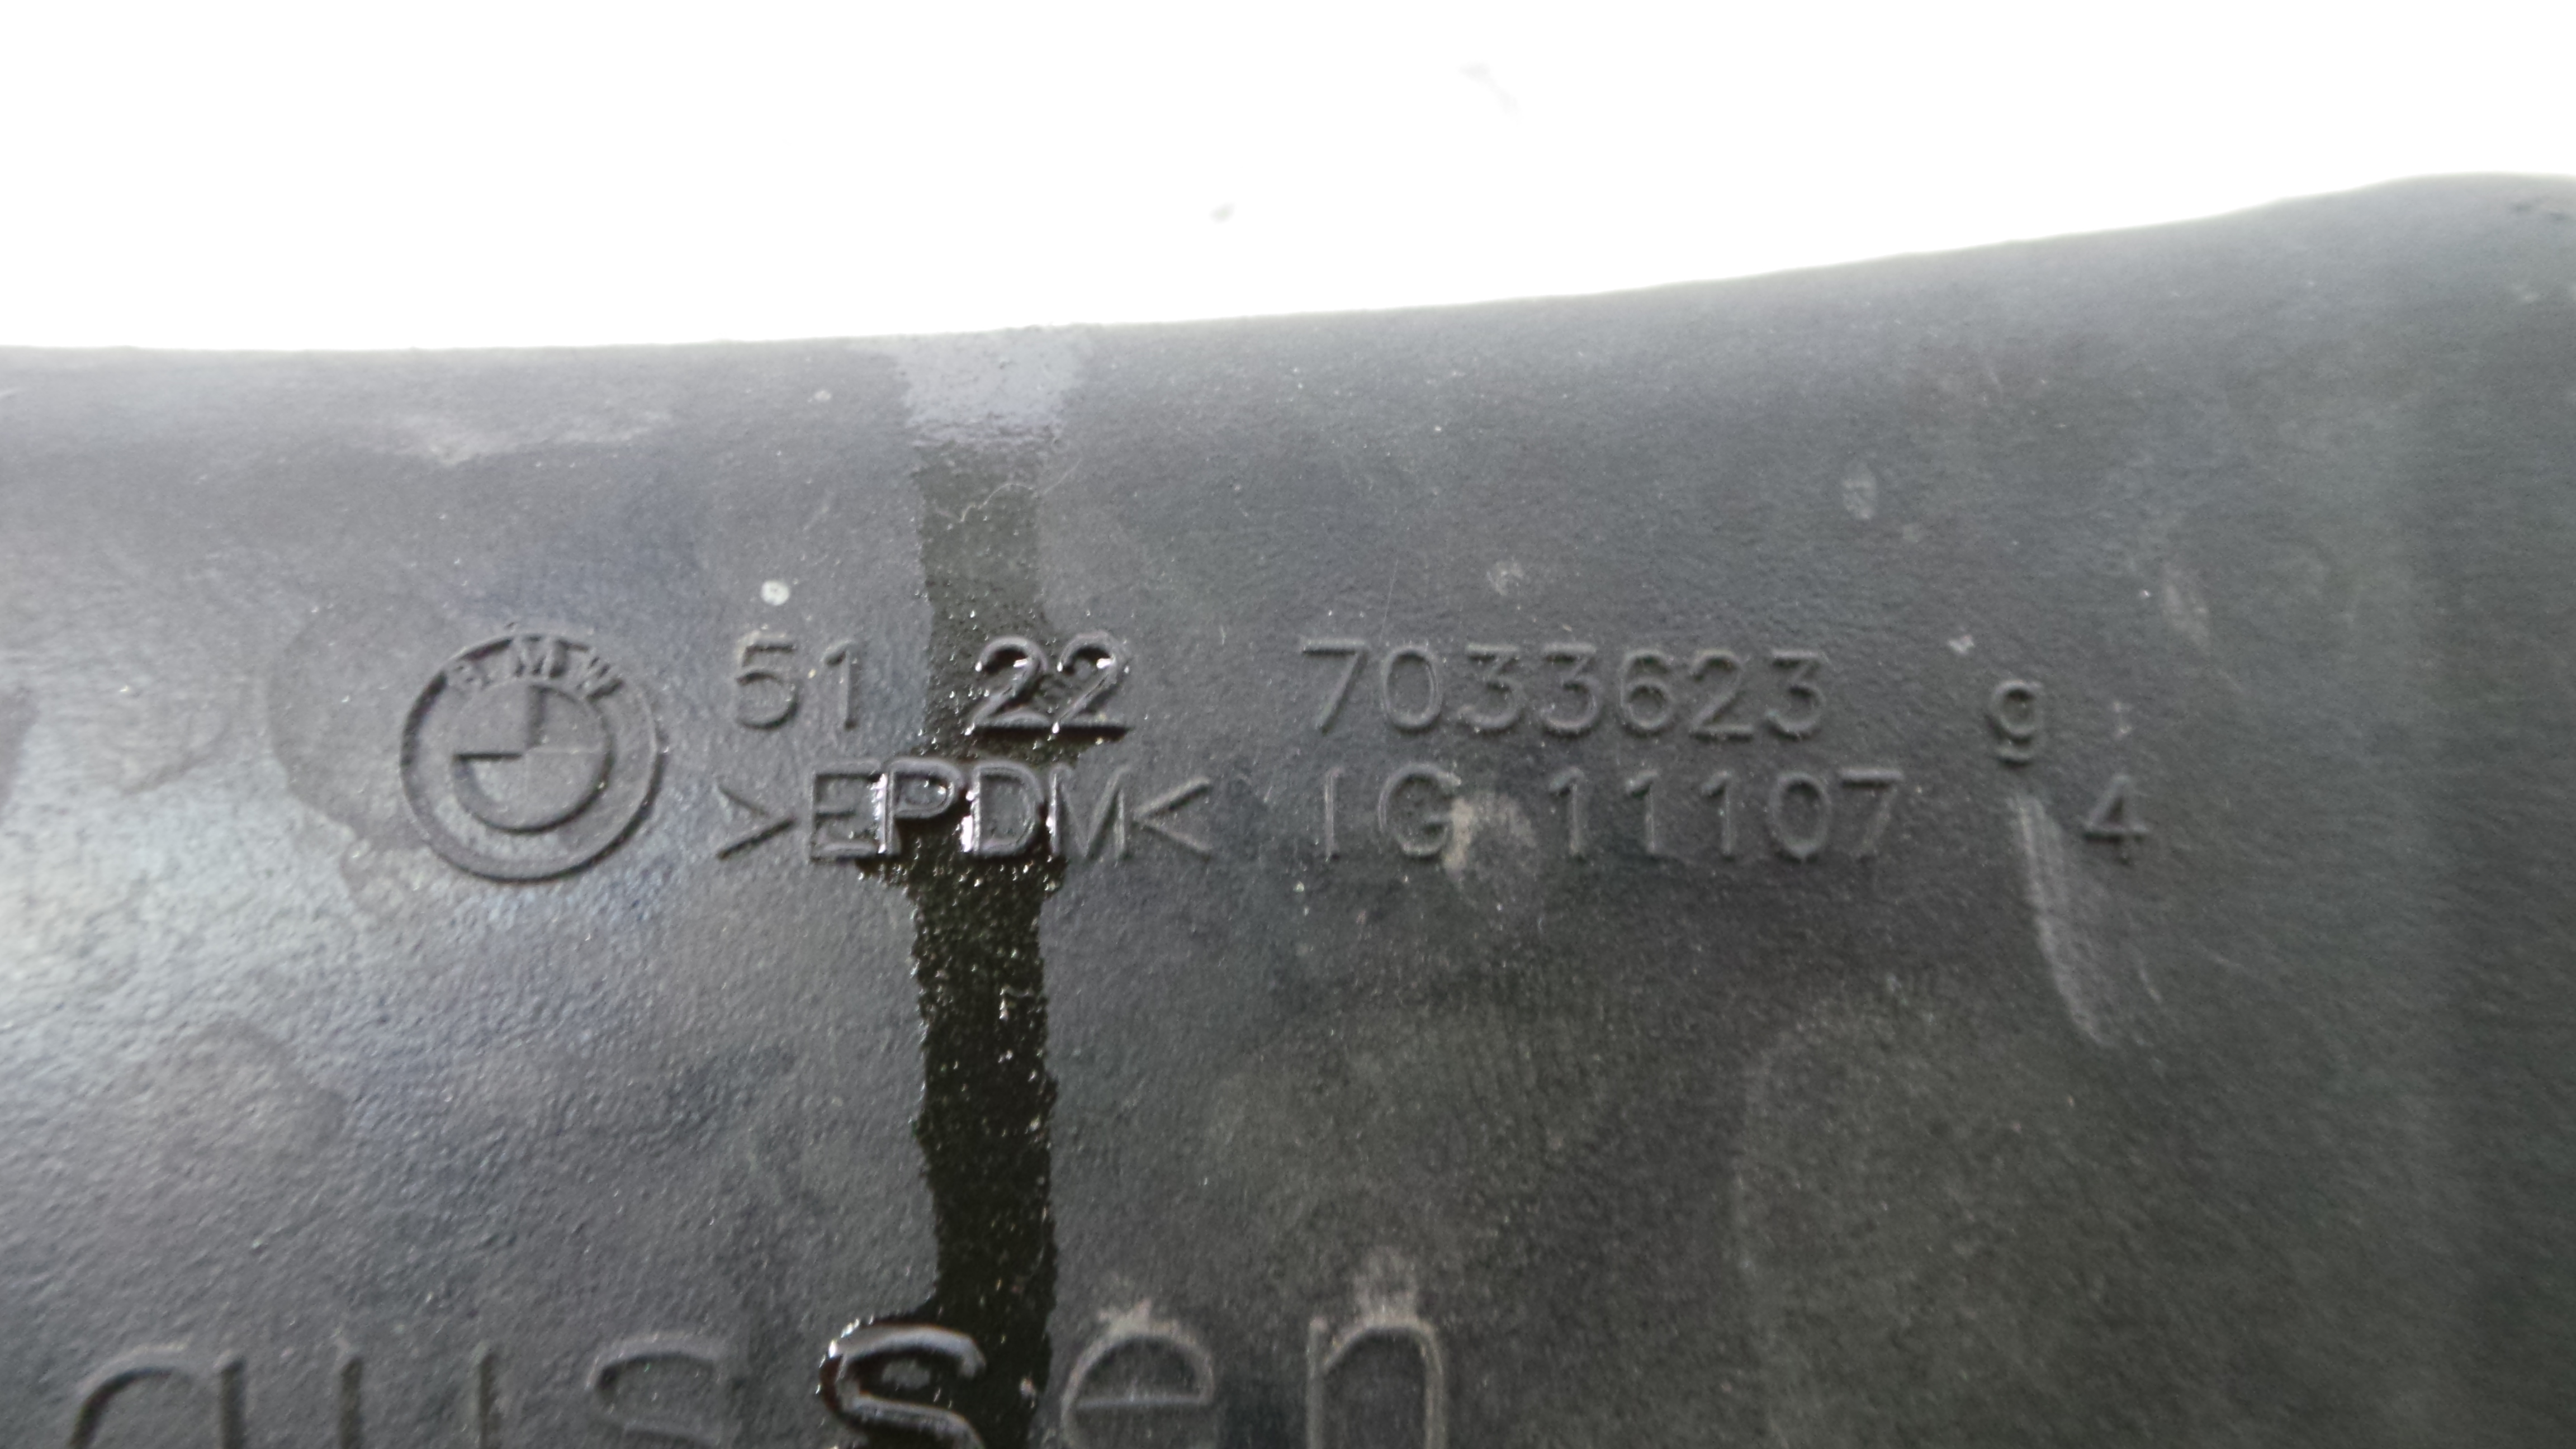 BMW
51 22 7033623 g
>EPDM< IG 11107 4
aussen